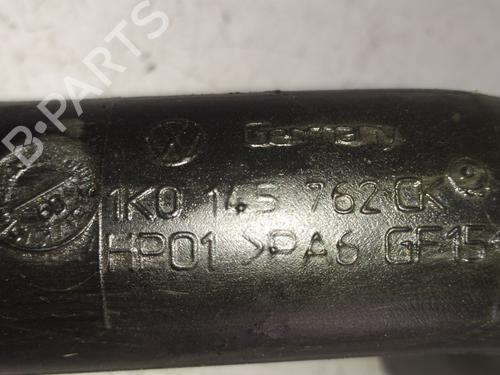 B-PARTS
Germany
1K0 145 762 CK
HP01 >PA6 GF15